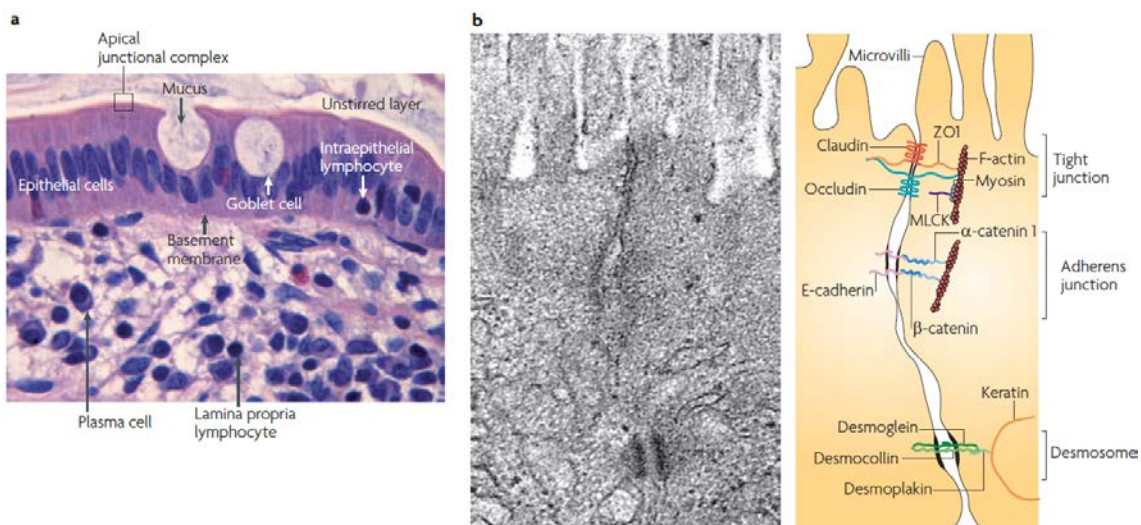 a
Apical
junctional complex
Mucus
Unstirred layer
Intraepithelial
lymphocyte
Epithelial cells
Goblet cell
Basement
membrane
Plasma cell
Lamina propria
lymphocyte
b
Microvilli
Claudin
ZO1
F-actin
Myosin
Occludin
MLCK
Tight
junction
α-catenin 1
E-cadherin
β-catenin
Adherens
junction
Keratin
Desmoglein
Desmocollin
Desmoplakin
Desmosome